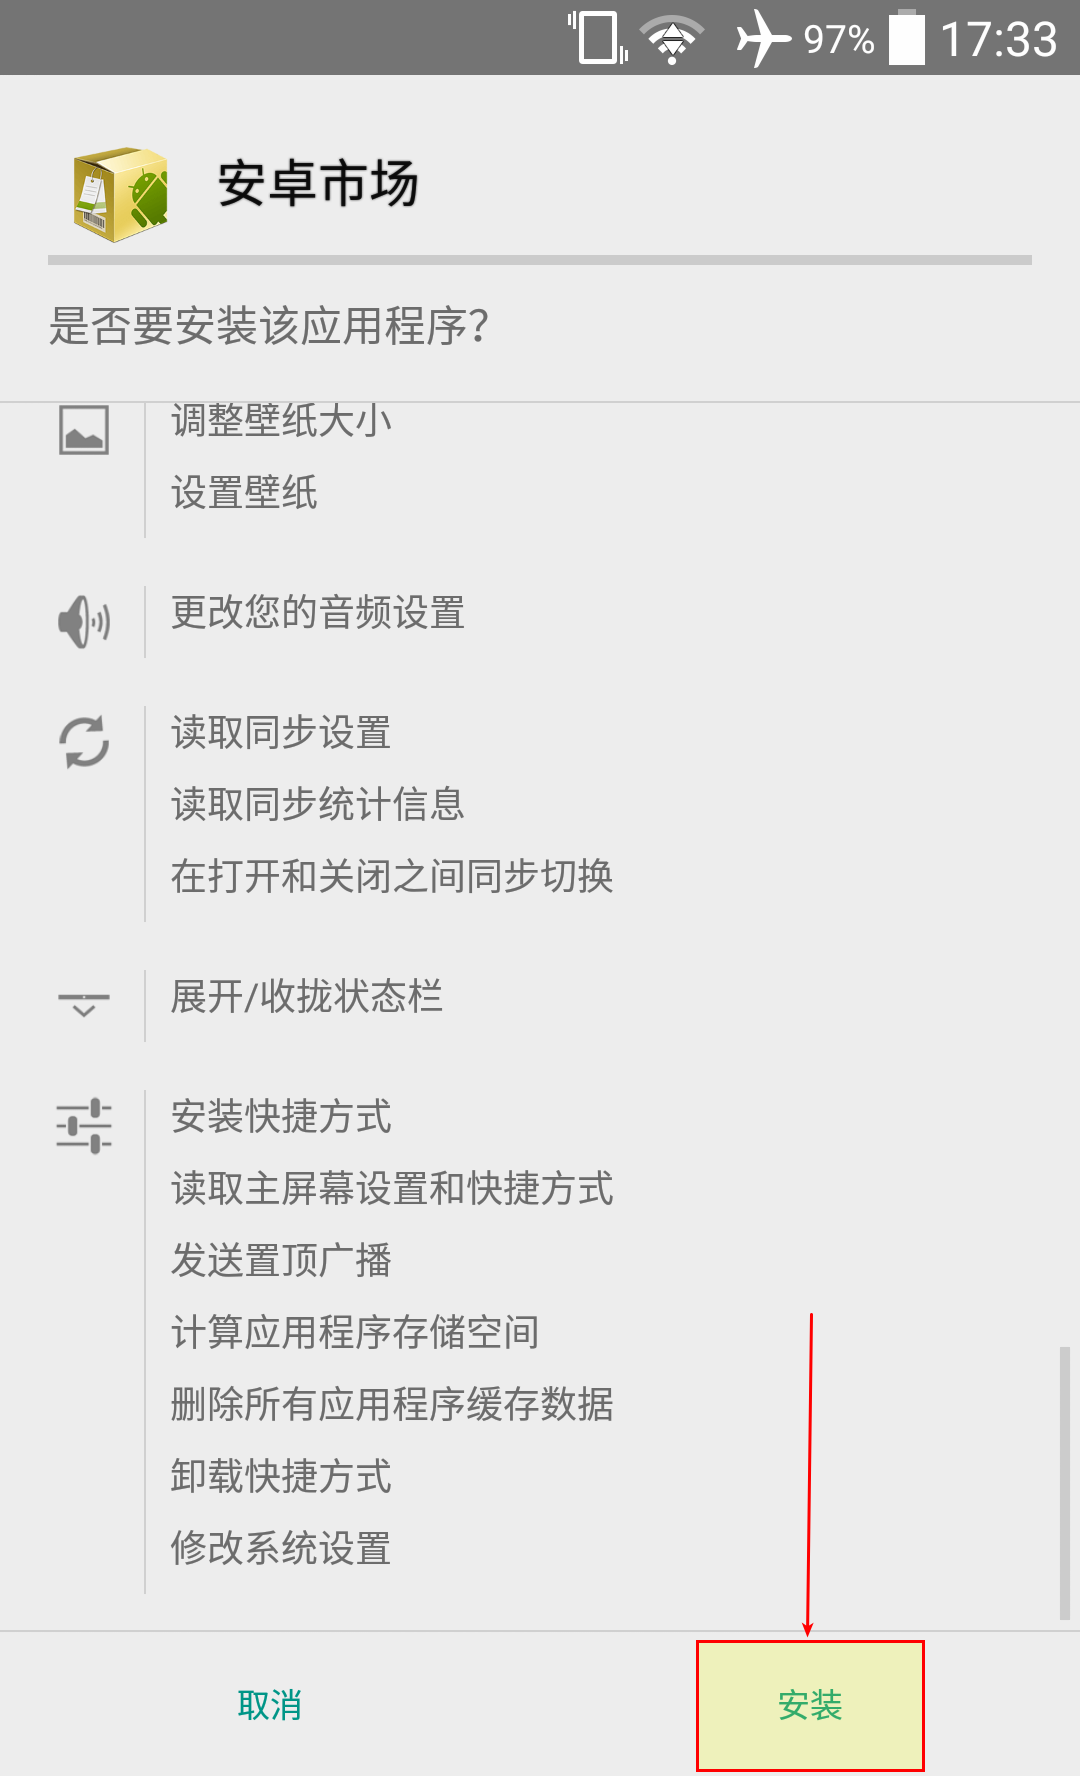 97% 17:33
安卓市场
是否要安装该应用程序？
调整壁纸大小
设置壁纸
更改您的音频设置
读取同步设置
读取同步统计信息
在打开和关闭之间同步切换
展开/收拢状态栏
安装快捷方式
读取主屏幕设置和快捷方式
发送置顶广播
计算应用程序存储空间
删除所有应用程序缓存数据
卸载快捷方式
修改系统设置
取消 安装